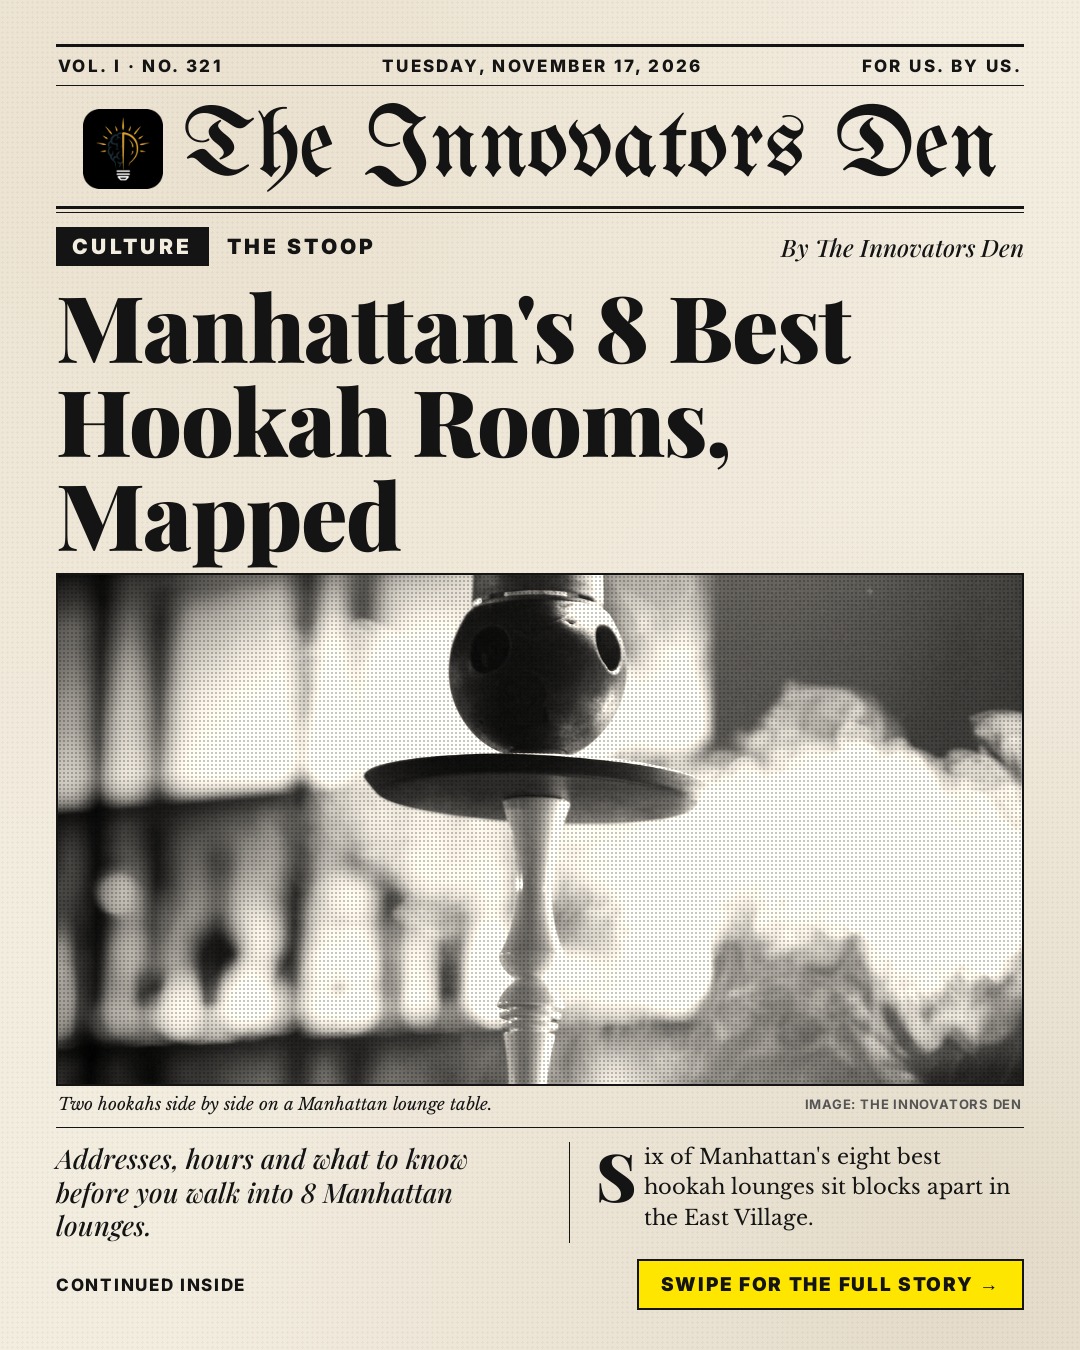 VOL. I · NO. 321
TUESDAY, NOVEMBER 17, 2026
FOR US. BY US.
The Innovators Den
CULTURE
THE STOOP
By The Innovators Den
Manhattan's 8 Best
Hookah Rooms,
Mapped
Two hookahs side by side on a Manhattan lounge table.
IMAGE: THE INNOVATORS DEN
Addresses, hours and what to know
before you walk into 8 Manhattan
lounges.
Six of Manhattan's eight best
hookah lounges sit blocks apart in
the East Village.
CONTINUED INSIDE
SWIPE FOR THE FULL STORY →